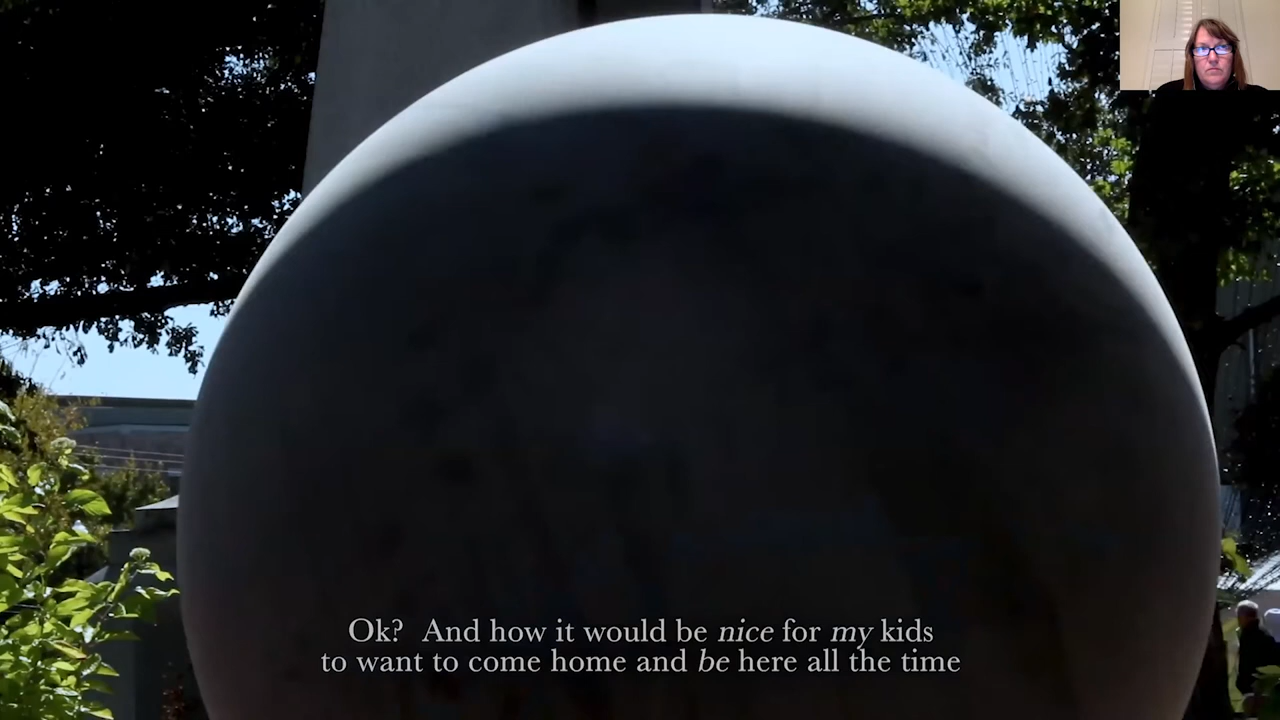 Ok?  And how it would be nice for my kids
to want to come home and be here all the time